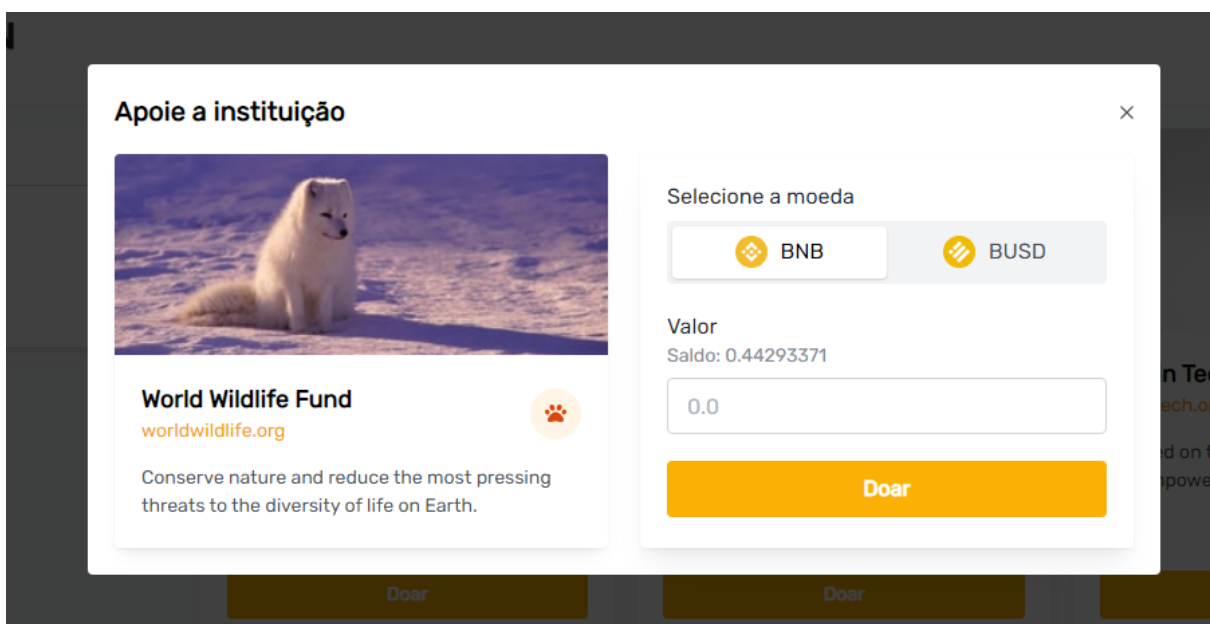 Apoie a instituição
World Wildlife Fund
worldwildlife.org
Conserve nature and reduce the most pressing
threats to the diversity of life on Earth.
Selecione a moeda
BNB
BUSD
Valor
Saldo: 0.44293371
0.0
Doar
Doar
Doar